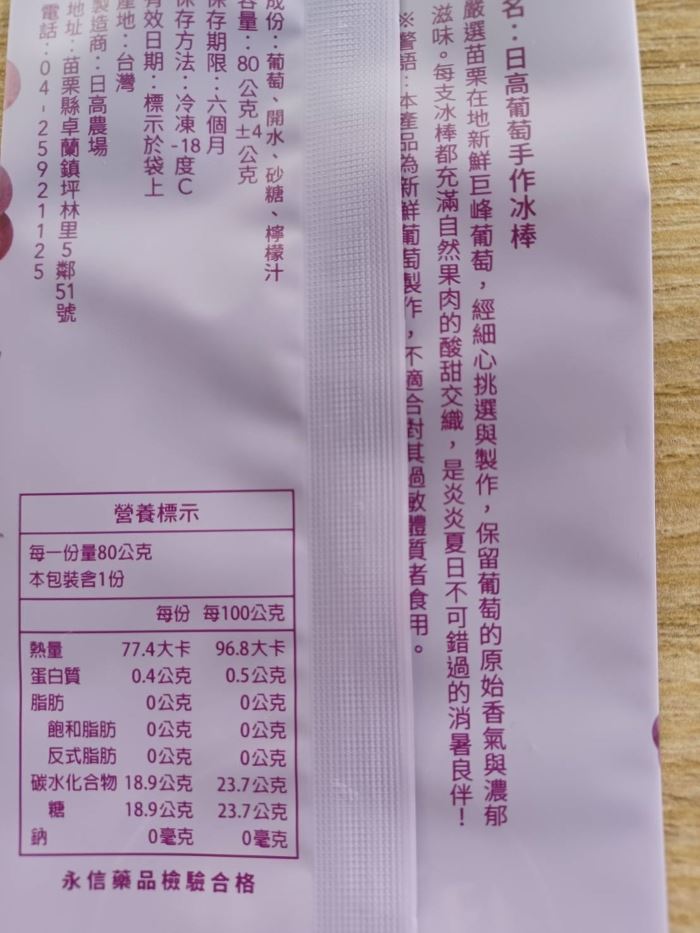 名：日高葡萄手作冰棒
嚴選苗栗在地新鮮巨峰葡萄，經細心挑選與製作，保留葡萄的原始香氣與濃郁
滋味。每支冰棒都充滿自然果肉的酸甜交織，是炎炎夏日不可錯過的消暑良伴！
※警語：本產品為新鮮葡萄製作，不適合對其過敏體質者食用。
成份：葡萄、開水、砂糖、檸檬汁
容量：80公克±4公克
保存期限：六個月
保存方法：冷凍-18度C
有效日期：標示於袋上
產地：台灣
製造商：日高農場
地址：苗栗縣卓蘭鎮坪林里5鄰51號
電話：04-25921125
營養標示
每一份量80公克
本包裝含1份
每份 每100公克
熱量 77.4大卡 96.8大卡
蛋白質 0.4公克 0.5公克
脂肪 0公克 0公克
飽和脂肪 0公克 0公克
反式脂肪 0公克 0公克
碳水化合物 18.9公克 23.7公克
糖 18.9公克 23.7公克
鈉 0毫克 0毫克
永信藥品檢驗合格